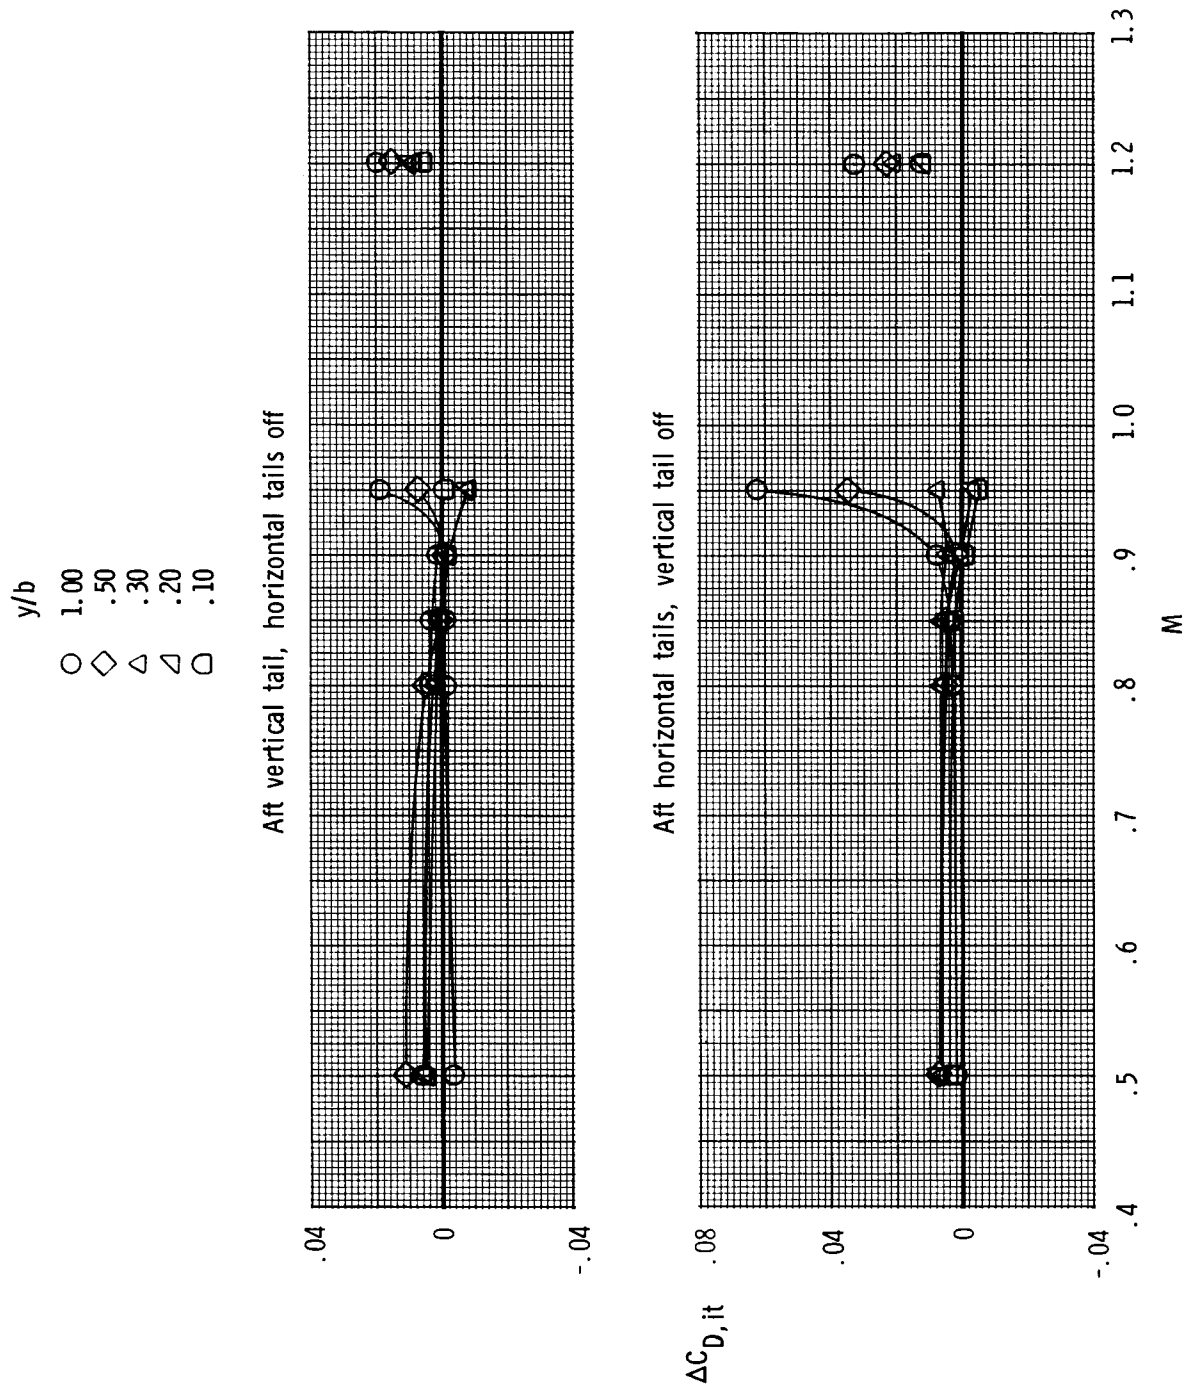 y/b
1.00
.50
.30
.20
.10
Aft vertical tail, horizontal tails off
.04
0
-.04
Aft horizontal tails, vertical tail off
.08
.04
0
-.04
ΔC_D, it
.4 .5 .6 .7 .8 .9 1.0 1.1 1.2 1.3
M